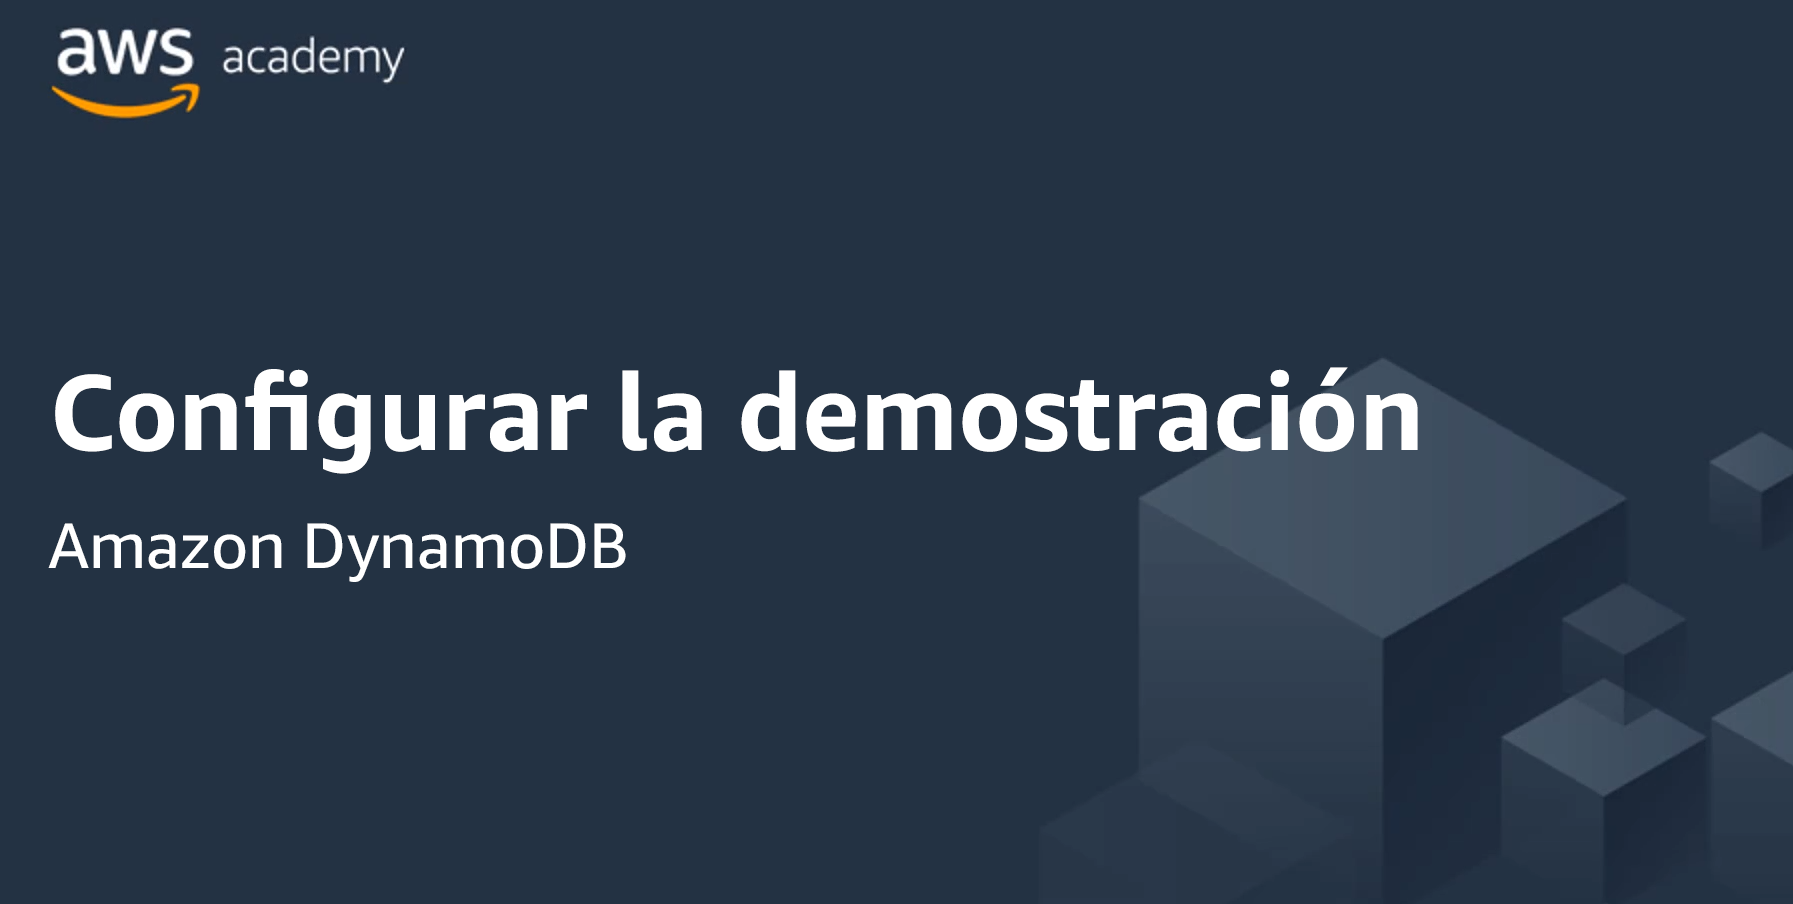 aws academy
Configurar la demostración
Amazon DynamoDB